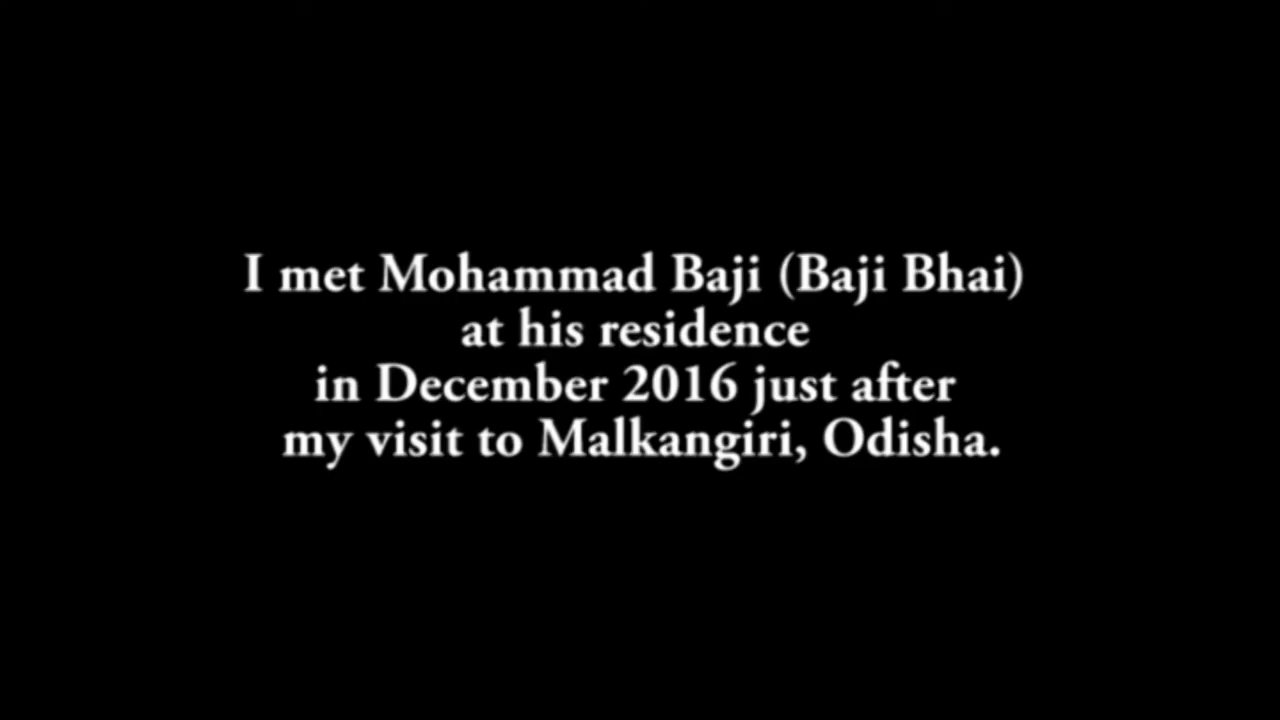 I met Mohammad Baji (Baji Bhai)
at his residence
in December 2016 just after
my visit to Malkangiri, Odisha.